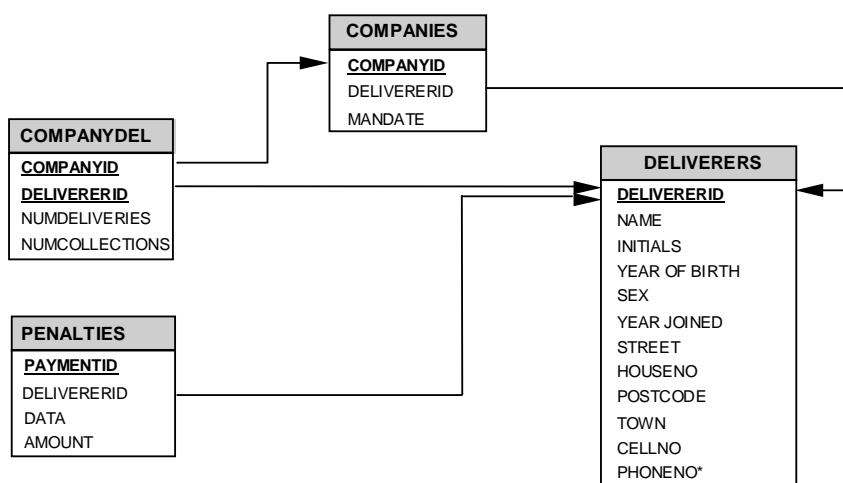 COMPANIES
COMPANYID
DELIVERERID
MANDATE
COMPANYDEL
COMPANYID
DELIVERERID
NUMDELIVERIES
NUMCOLLECTIONS
DELIVERERS
DELIVERERID
NAME
INITIALS
YEAR OF BIRTH
SEX
YEAR JOINED
STREET
HOUSENO
POSTCODE
TOWN
CELLNO
PHONENO*
PENALTIES
PAYMENTID
DELIVERERID
DATA
AMOUNT